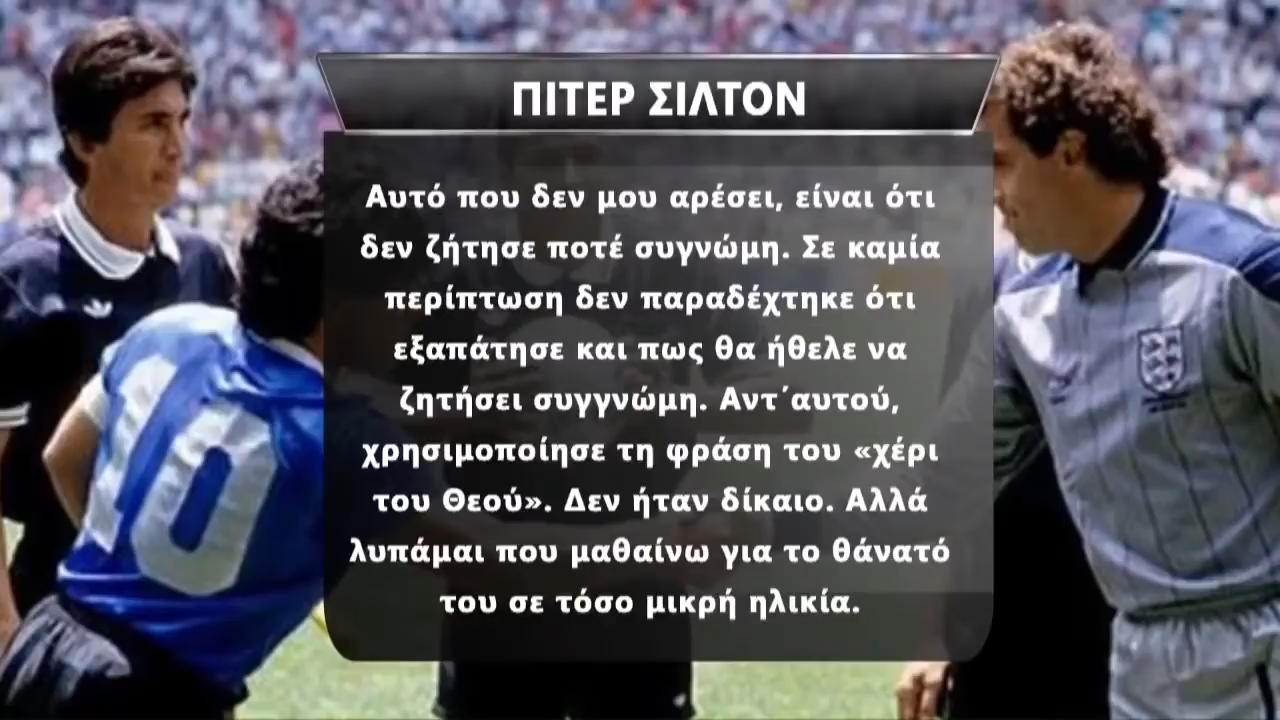 ΠΙΤΕΡ ΣΙΛΤΟΝ
Αυτό που δεν μου αρέσει, είναι ότι
δεν ζήτησε ποτέ συγνώμη. Σε καμία
περίπτωση δεν παραδέχτηκε ότι
εξαπάτησε και πως θα ήθελε να
ζητήσει συγγνώμη. Αντ΄αυτού,
χρησιμοποίησε τη φράση του «χέρι
του Θεού». Δεν ήταν δίκαιο. Αλλά
λυπάμαι που μαθαίνω για το θάνατό
του σε τόσο μικρή ηλικία.
10